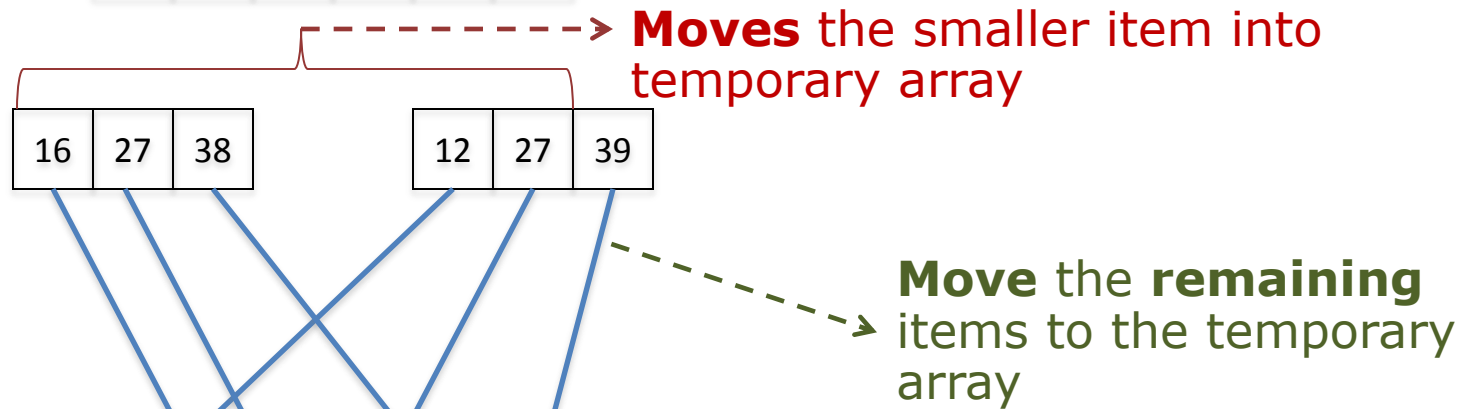 Moves the smaller item into
temporary array
16 27 38 12 27 39
Move the remaining
items to the temporary
array